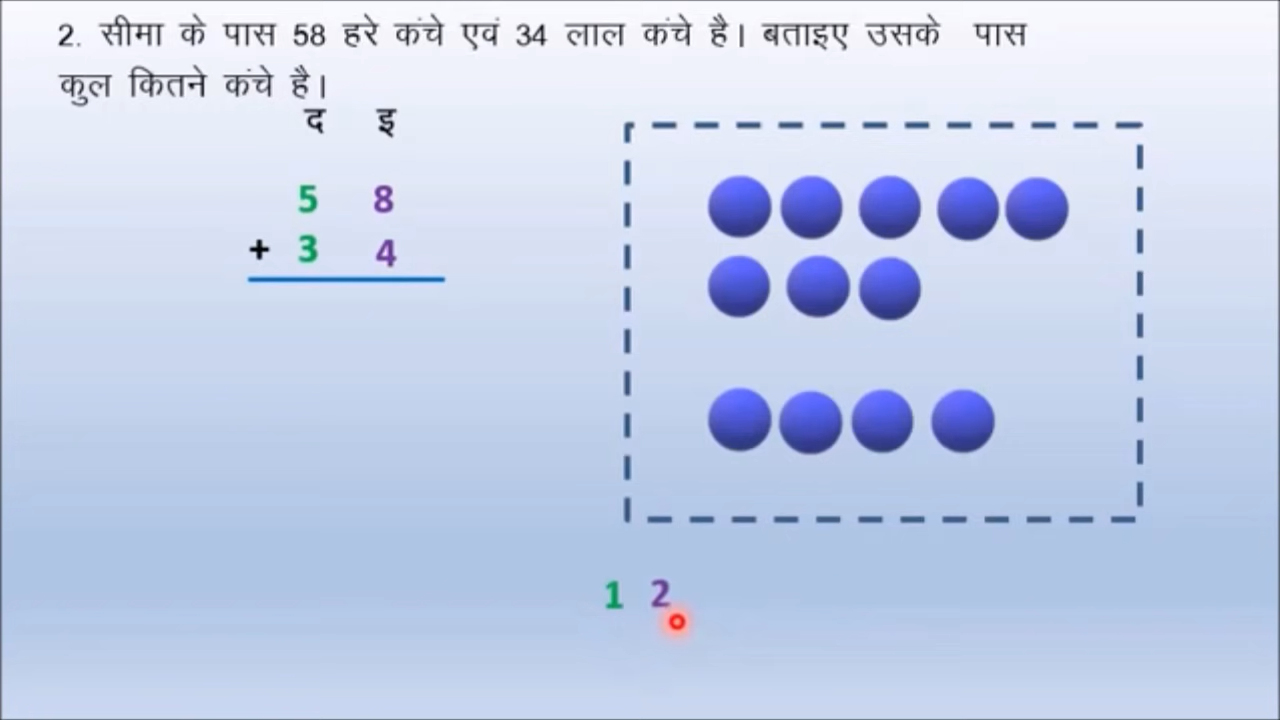 2. सीमा के पास 58 हरे कंचे एवं 34 लाल कंचे है। बताइए उसके पास
कुल कितने कंचे है।
द इ
5 8
+ 3 4
1 2